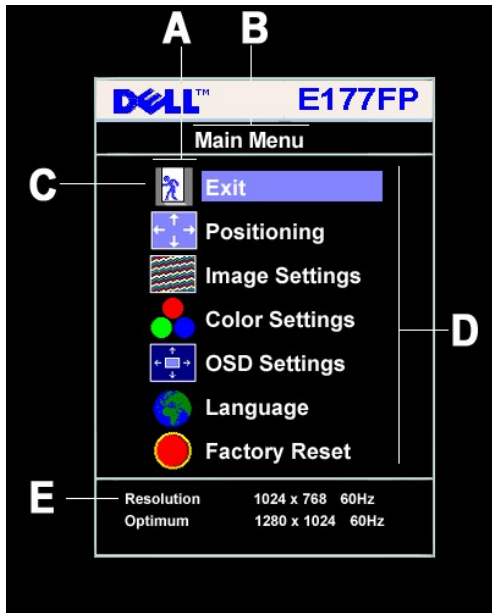 A
B
DELL™ E177FP
Main Menu
C
Exit
Positioning
Image Settings
Color Settings
D
OSD Settings
Language
Factory Reset
E
Resolution 1024 x 768 60Hz
Optimum 1280 x 1024 60Hz